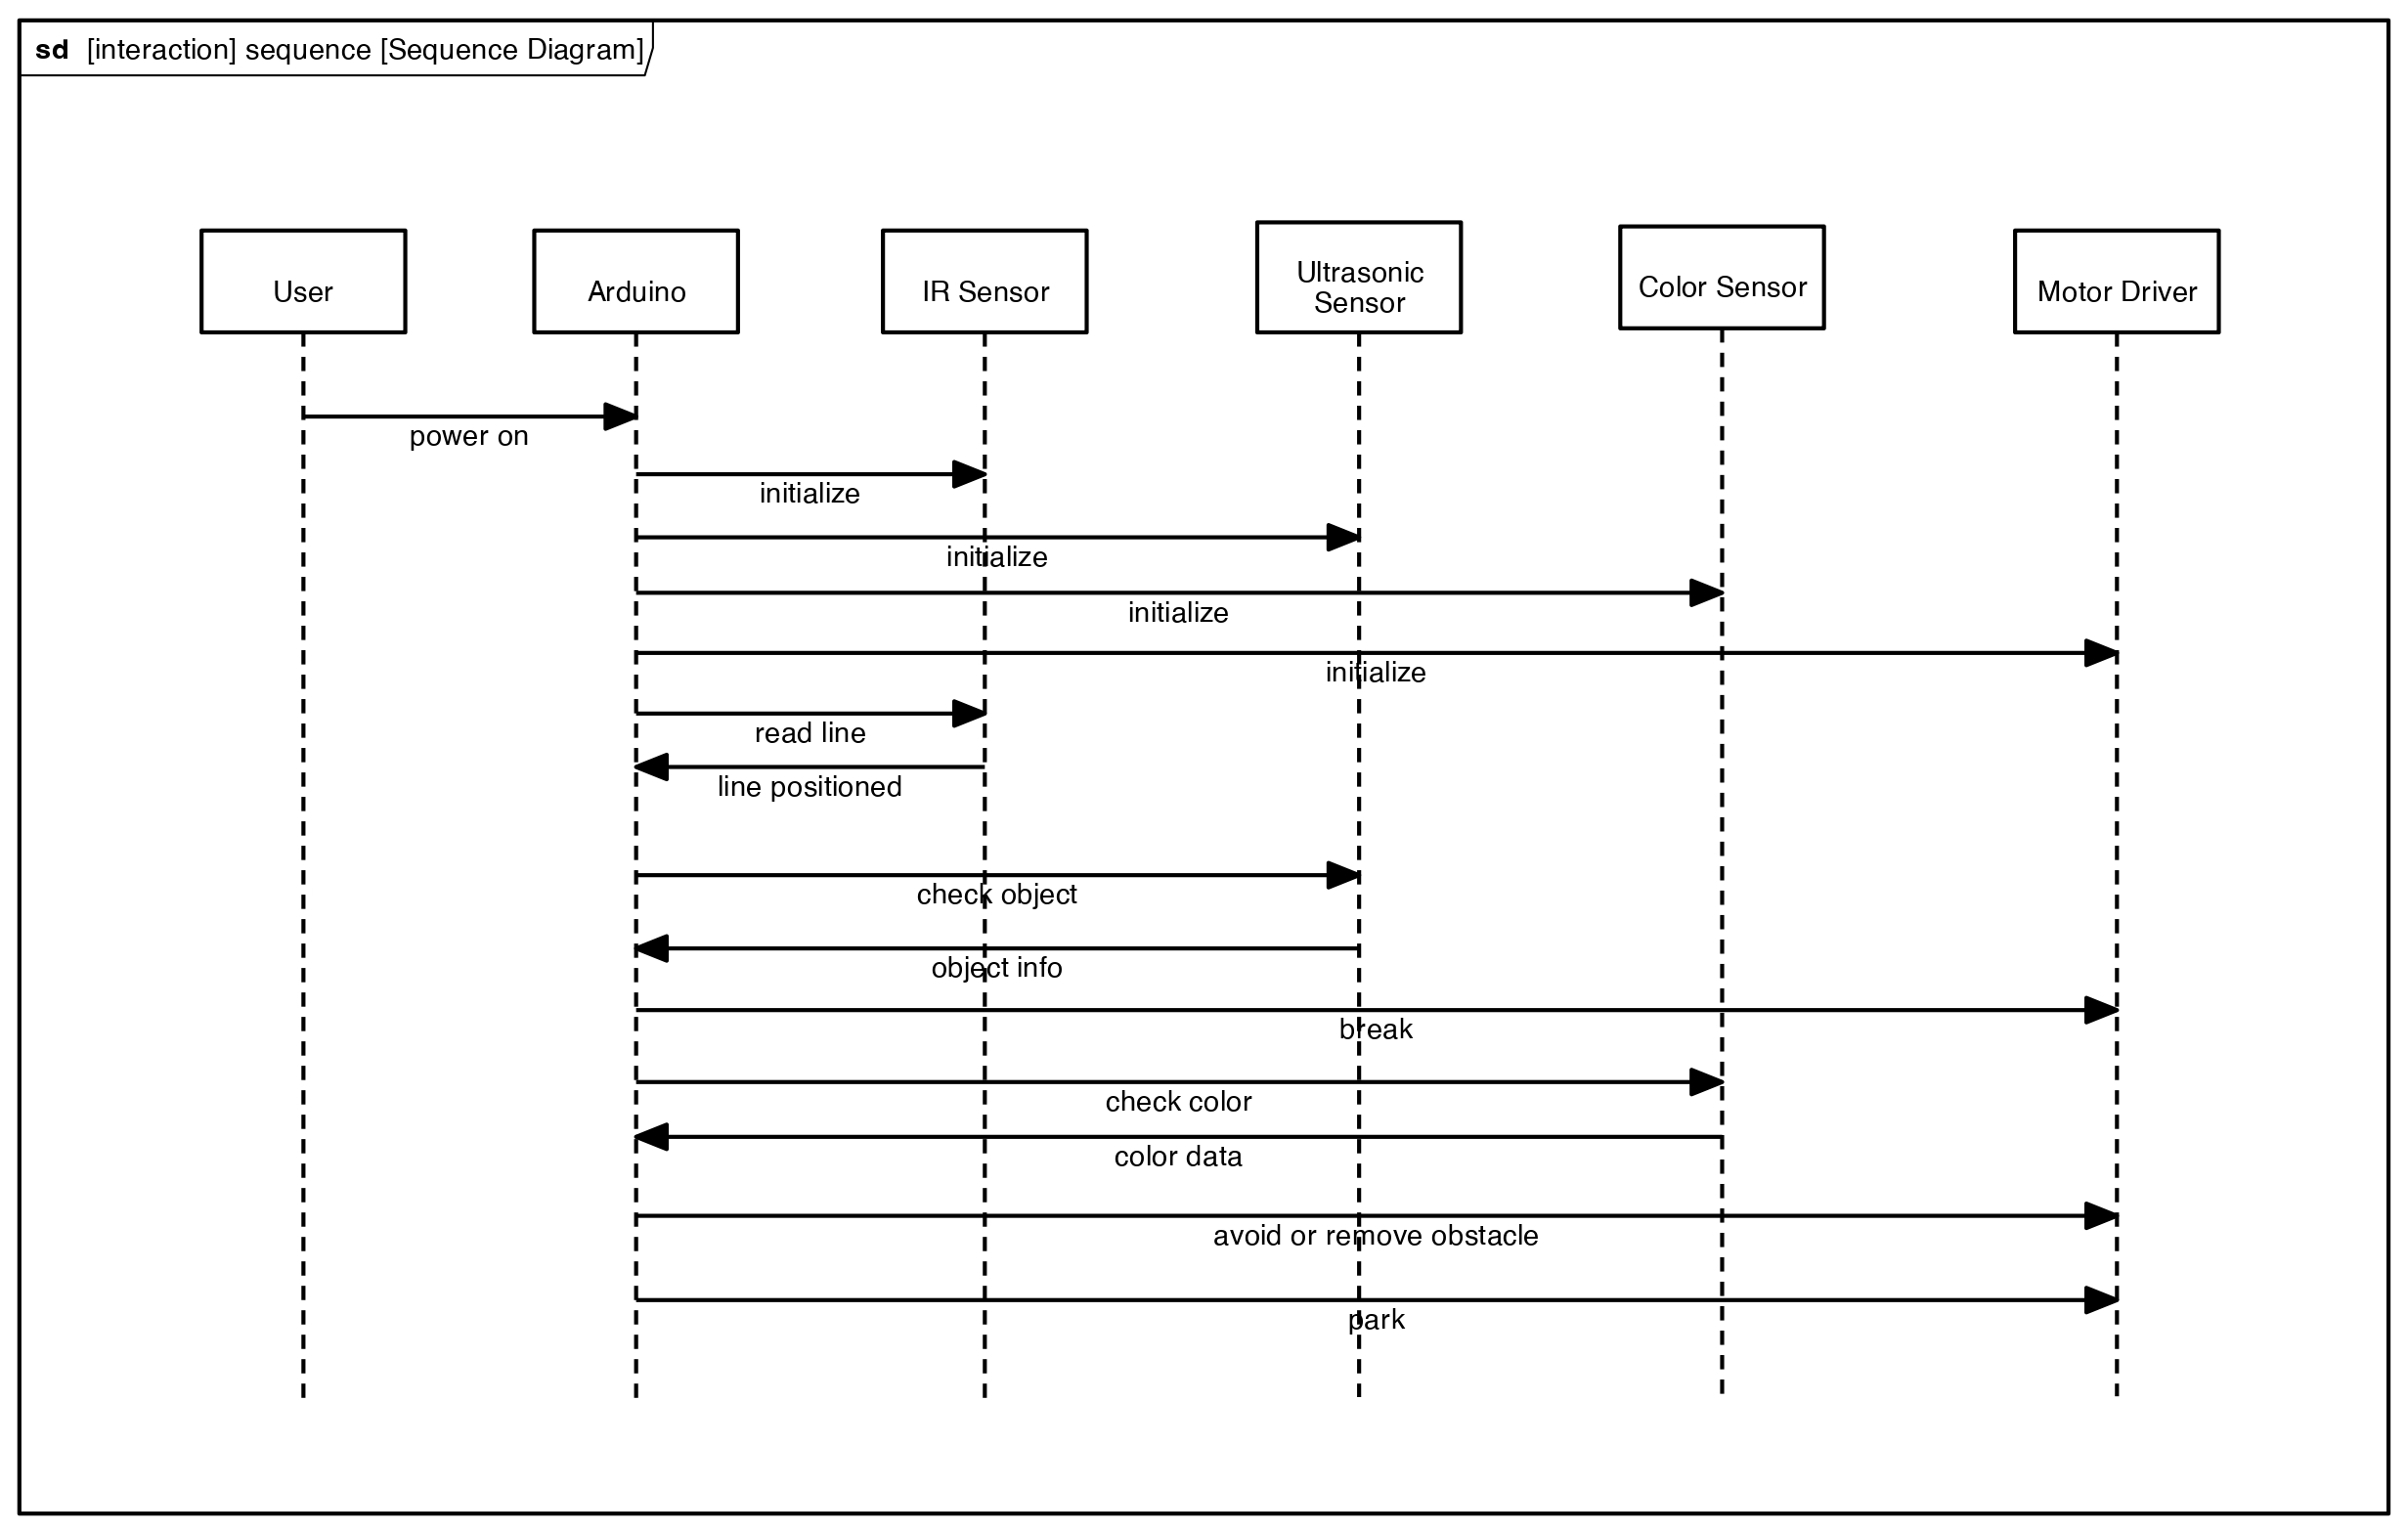 sd [interaction] sequence [Sequence Diagram]
User
Arduino
IR Sensor
Ultrasonic
Sensor
Color Sensor
Motor Driver
power on
initialize
initialize
initialize
initialize
read line
line positioned
check object
object info
break
check color
color data
avoid or remove obstacle
park